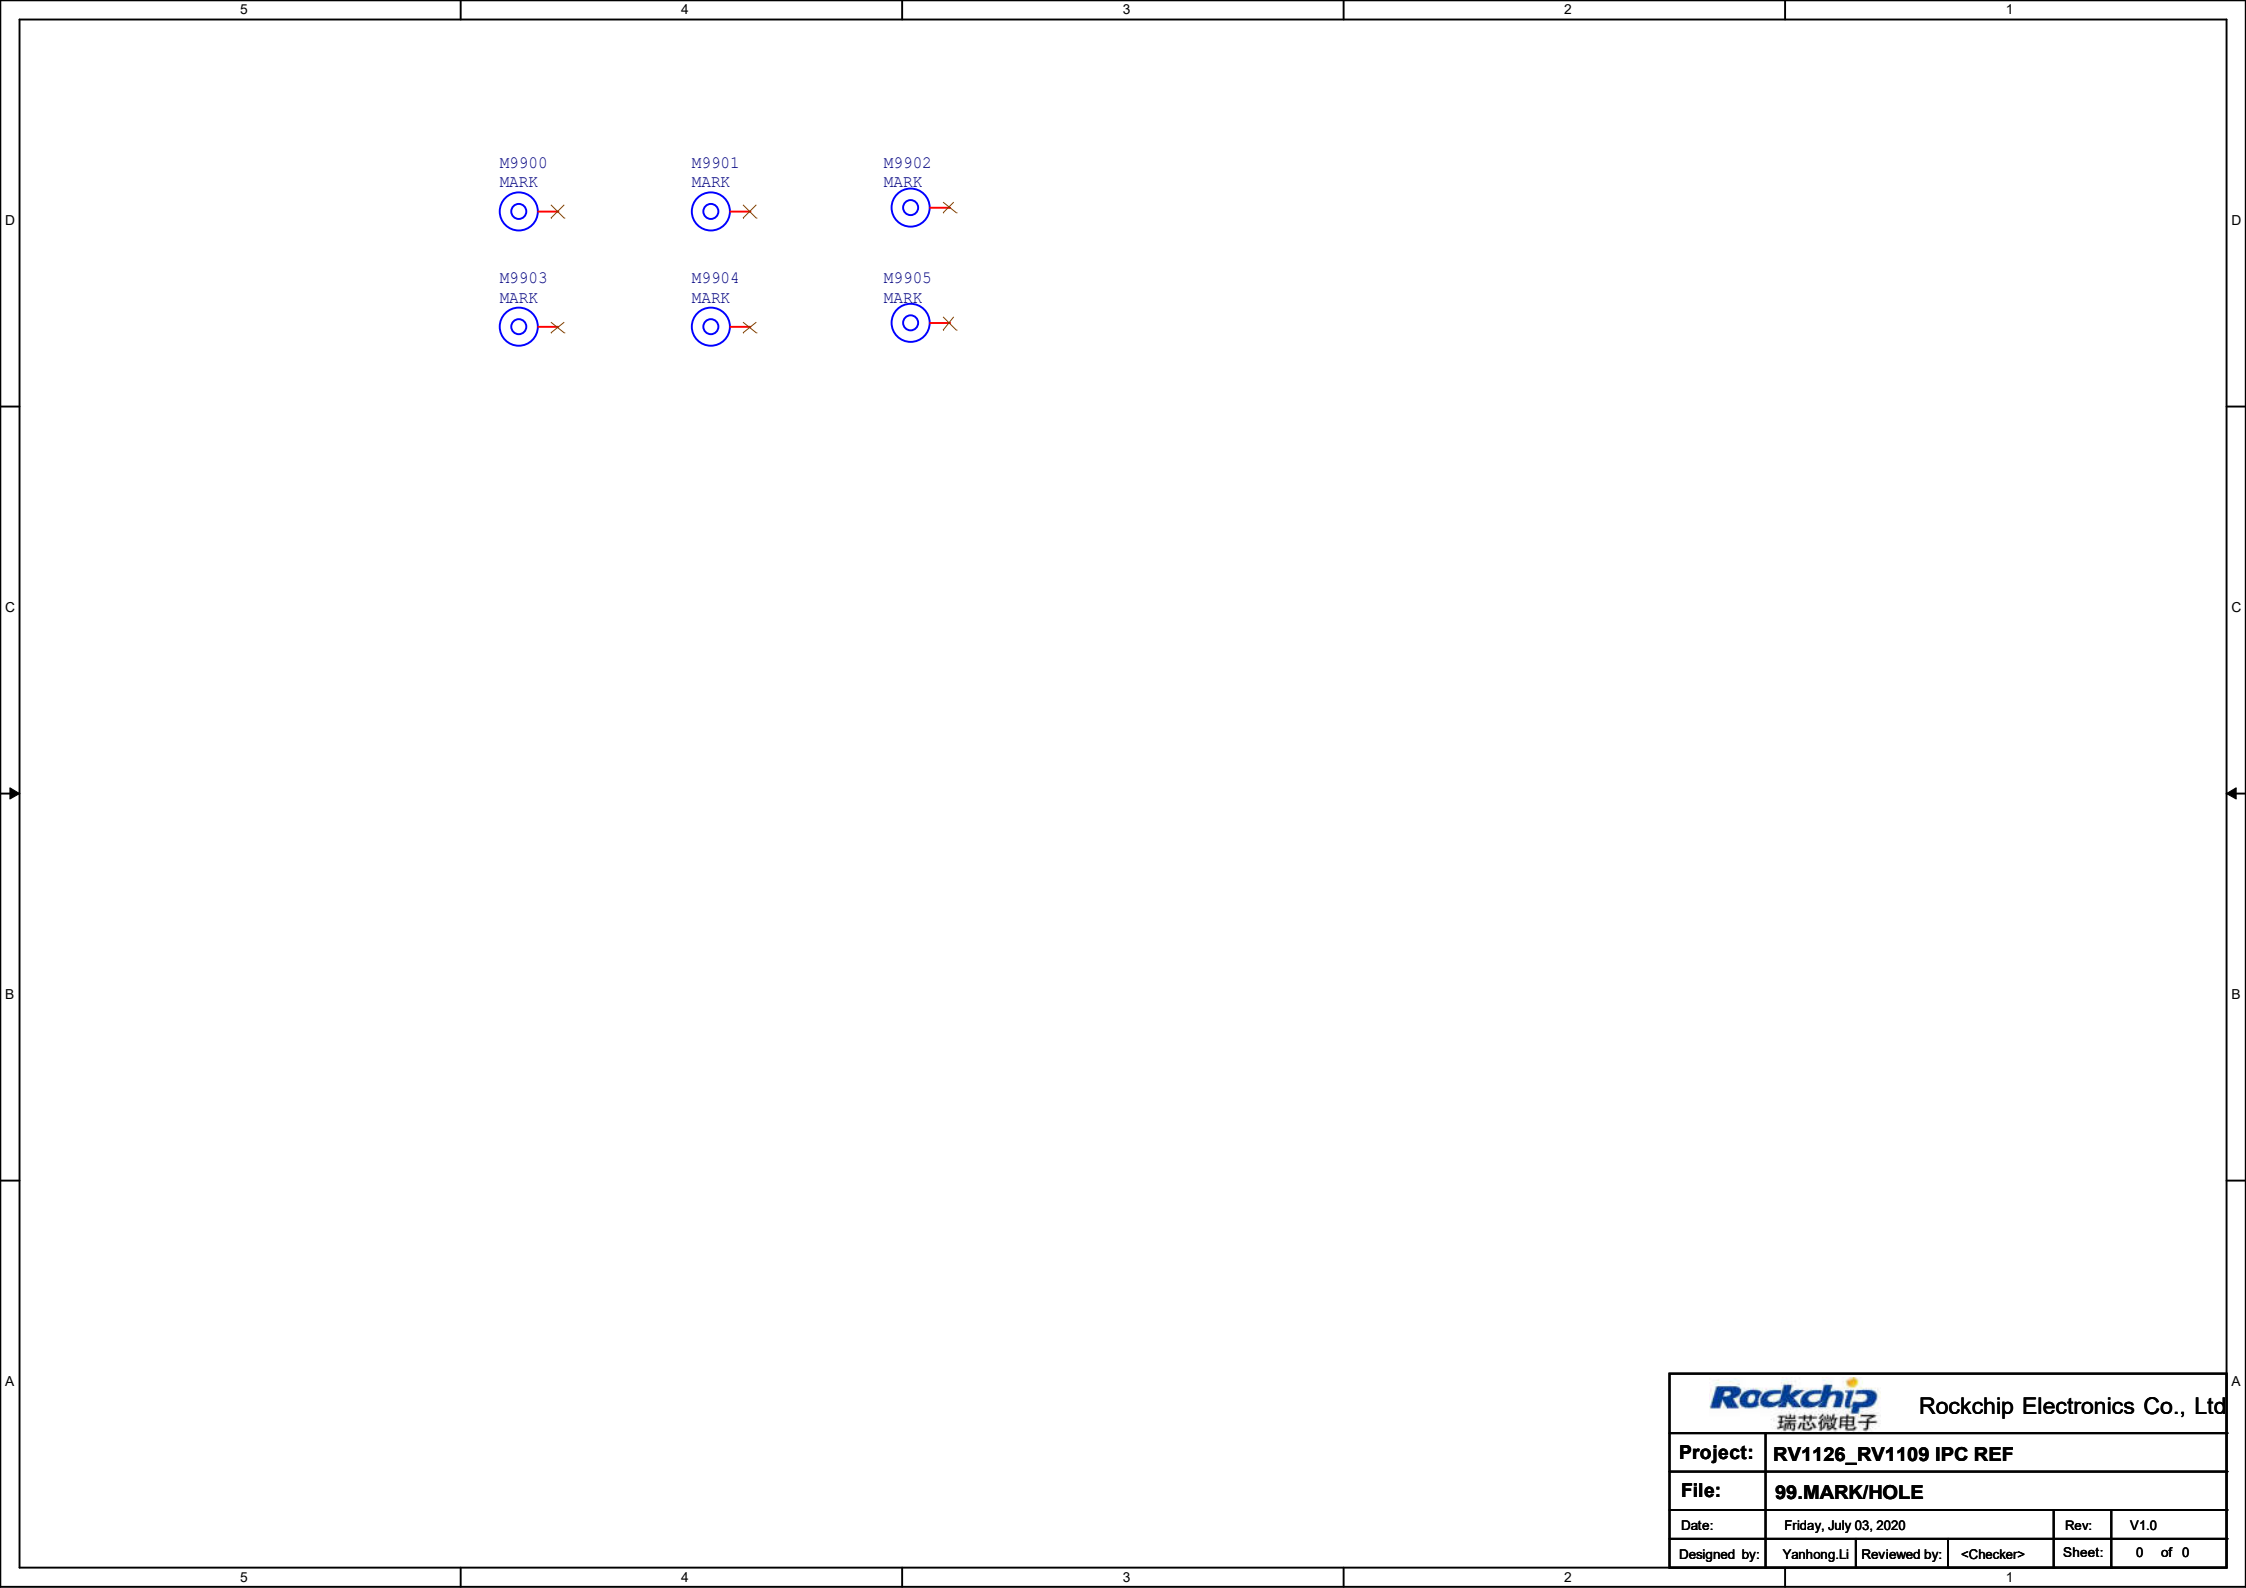 5 4 3 2 1
M9900 M9901 M9902
MARK MARK MARK
D D
M9903 M9904 M9905
MARK MARK MARK
C C
B B
A A
Rockchip
瑞芯微电子
Rockchip Electronics Co., Ltd
Project: RV1126_RV1109 IPC REF
File: 99.MARK/HOLE
Date: Friday, July 03, 2020 Rev: V1.0
Designed by: Yanhong.Li Reviewed by: <Checker> Sheet: 0 of 0
5 4 3 2 1